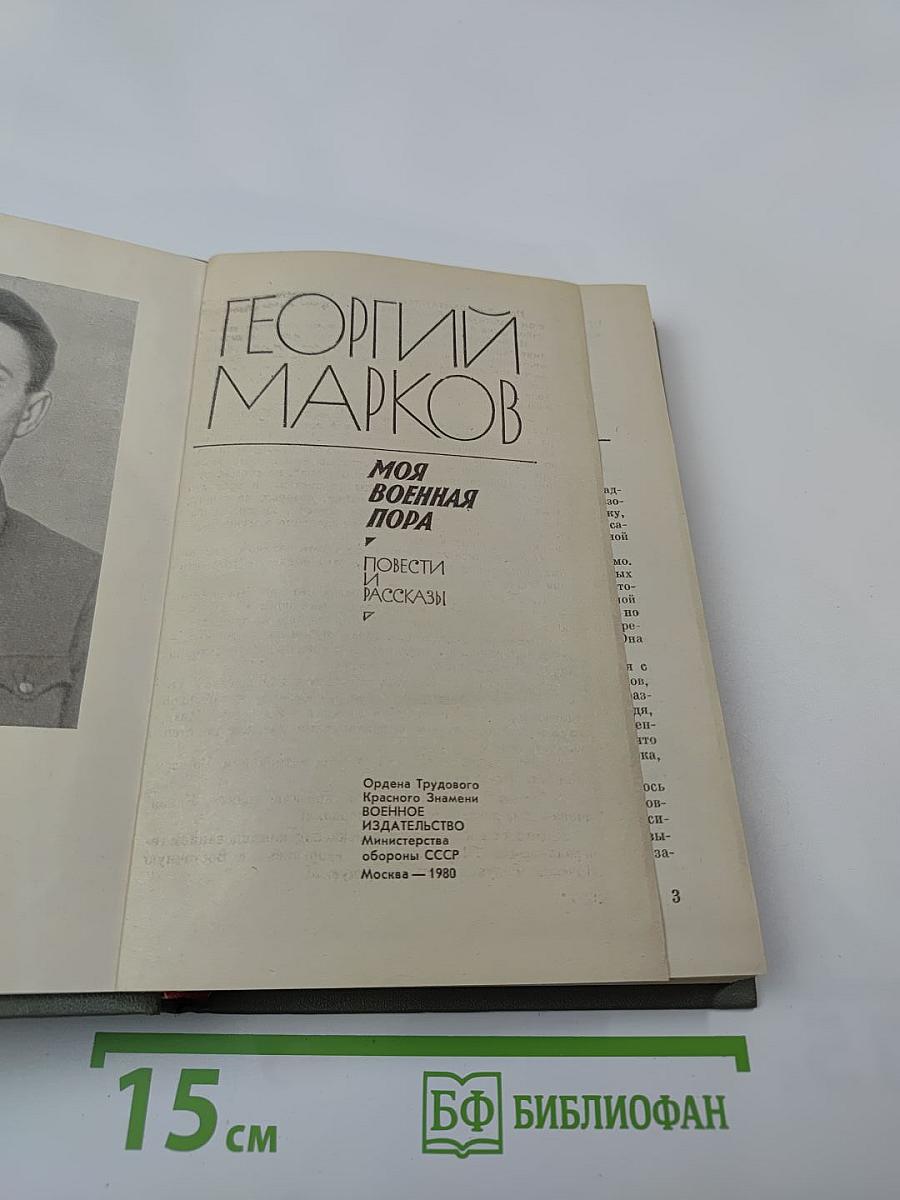 ГЕОРГИЙ
МАРКОВ
МОЯ
ВОЕННАЯ
ПОРА
ПОВЕСТИ
И
РАССКАЗЫ
Ордена Трудового
Красного Знамени
ВОЕННОЕ
ИЗДАТЕЛЬСТВО
Министерства
обороны СССР
Москва — 1980
3
15 см
БФ БИБЛИОФАН